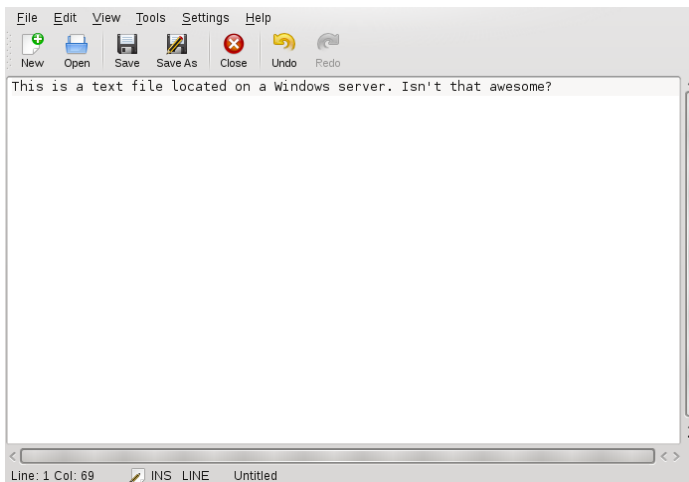 File Edit View Tools Settings Help
New Open Save Save As Close Undo Redo
This is a text file located on a Windows server. Isn't that awesome?
Line: 1 Col: 69 INS LINE Untitled